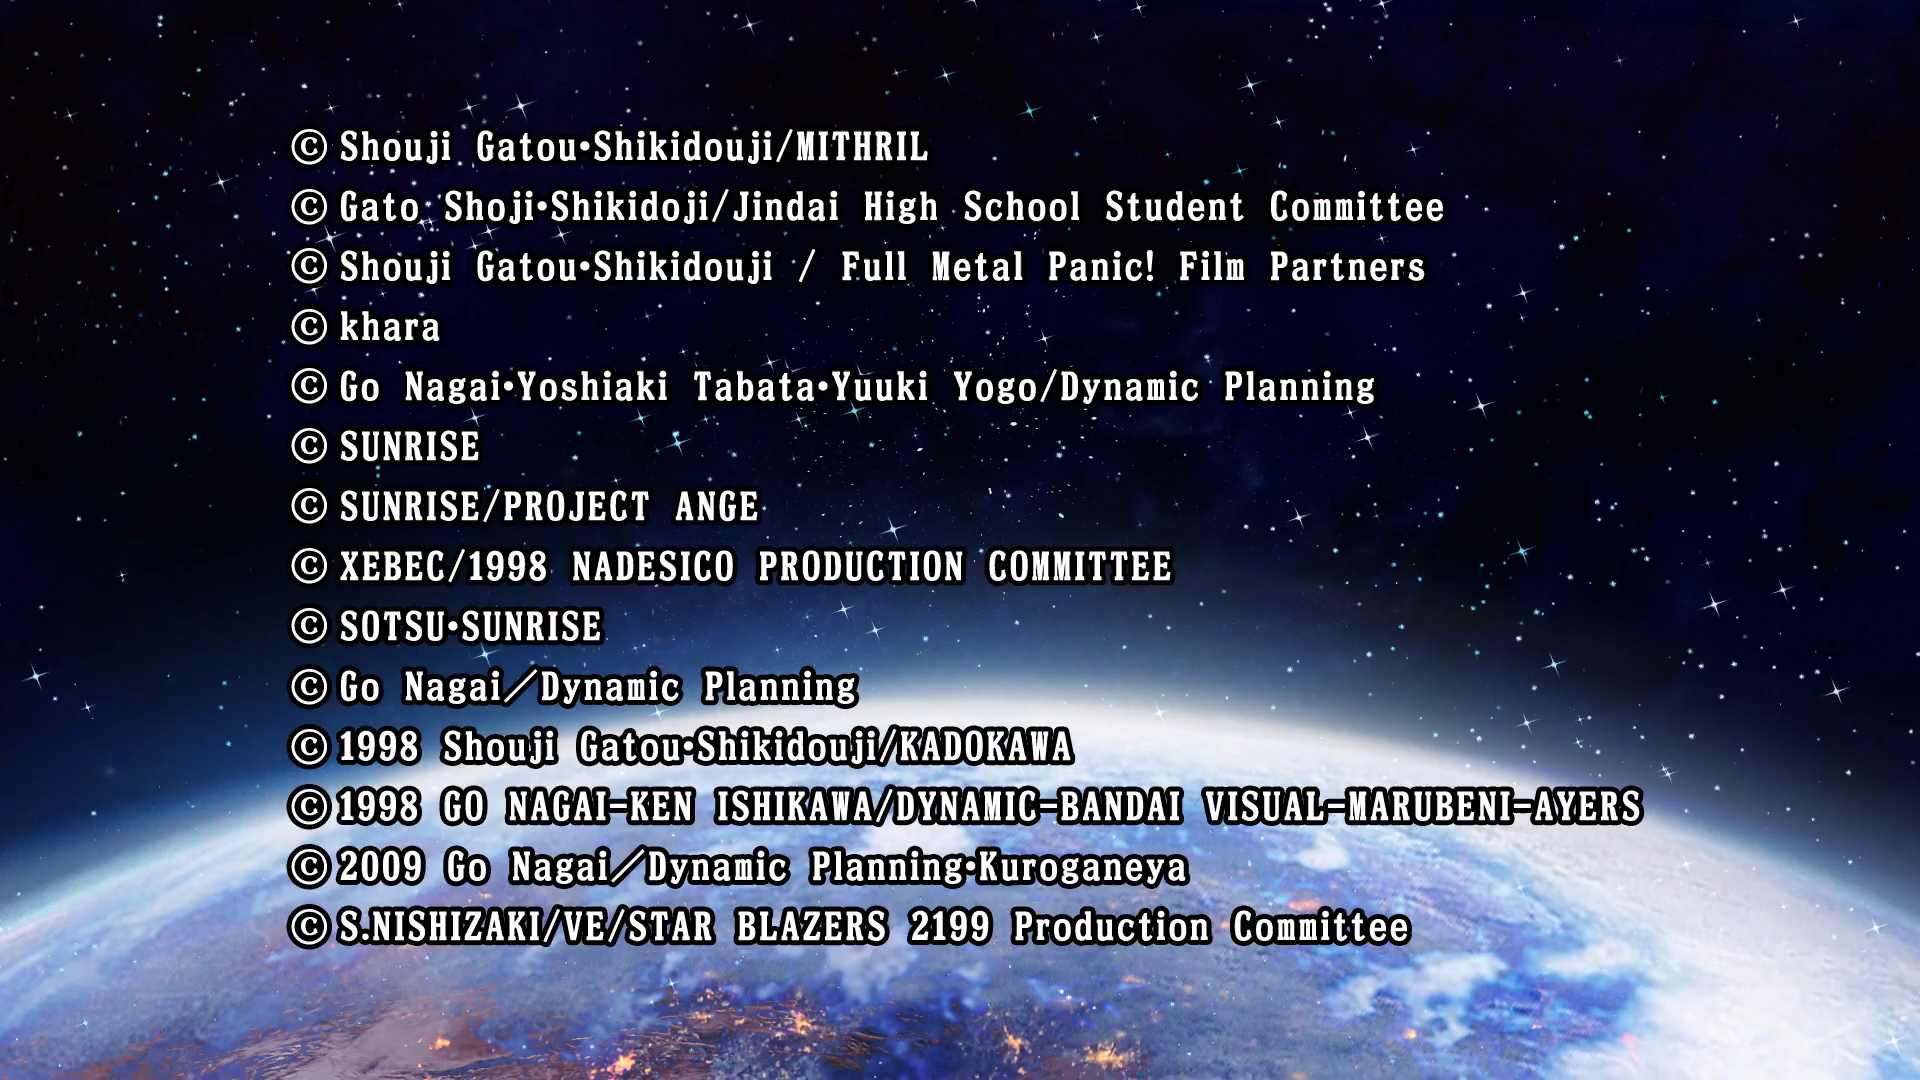 ©Shouji Gatou•Shikidouji/MITHRIL
©Gato Shoji•Shikidoji/Jindai High School Student Committee
©Shouji Gatou•Shikidouji / Full Metal Panic! Film Partners
©khara
©Go Nagai•Yoshiaki Tabata•Yuuki Yogo/Dynamic Planning
©SUNRISE
©SUNRISE/PROJECT ANGE
©XEBEC/1998 NADESICO PRODUCTION COMMITTEE
©SOTSU•SUNRISE
©Go Nagai／Dynamic Planning
©1998 Shouji Gatou•Shikidouji/KADOKAWA
©1998 GO NAGAI-KEN ISHIKAWA/DYNAMIC-BANDAI VISUAL-MARUBENI-AYERS
©2009 Go Nagai／Dynamic Planning•Kuroganeya
©S.NISHIZAKI/VE/STAR BLAZERS 2199 Production Committee